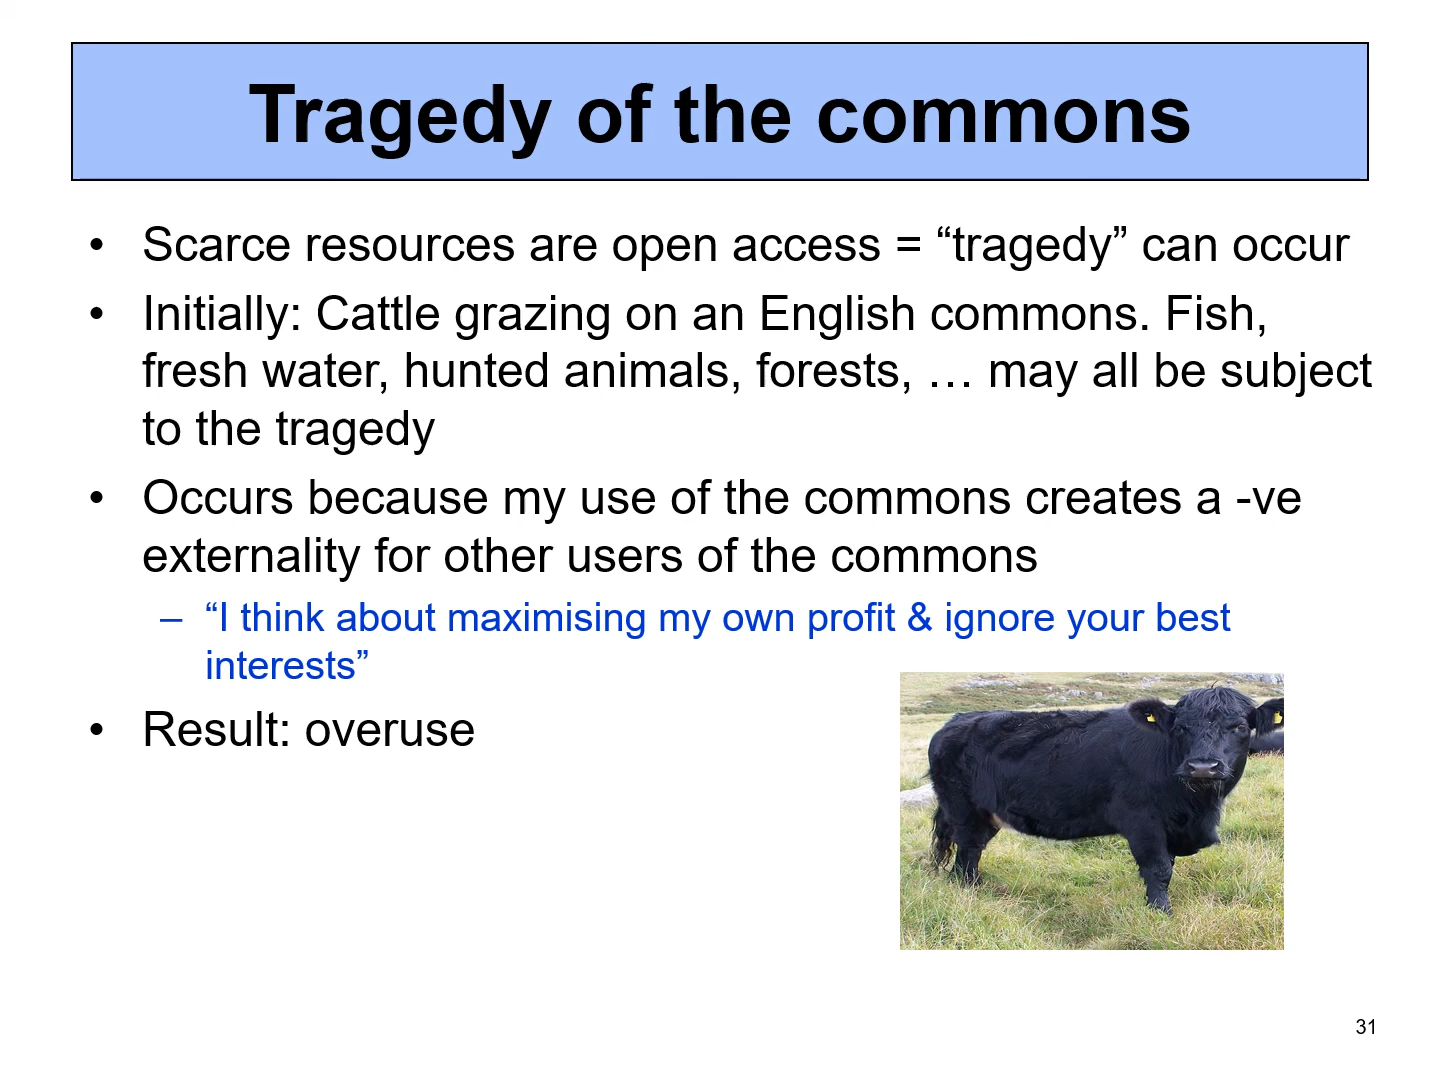 Tragedy of the commons
• Scarce resources are open access = “tragedy” can occur
• Initially: Cattle grazing on an English commons. Fish,
fresh water, hunted animals, forests, … may all be subject
to the tragedy
• Occurs because my use of the commons creates a -ve
externality for other users of the commons
– “I think about maximising my own profit & ignore your best
interests”
• Result: overuse
31